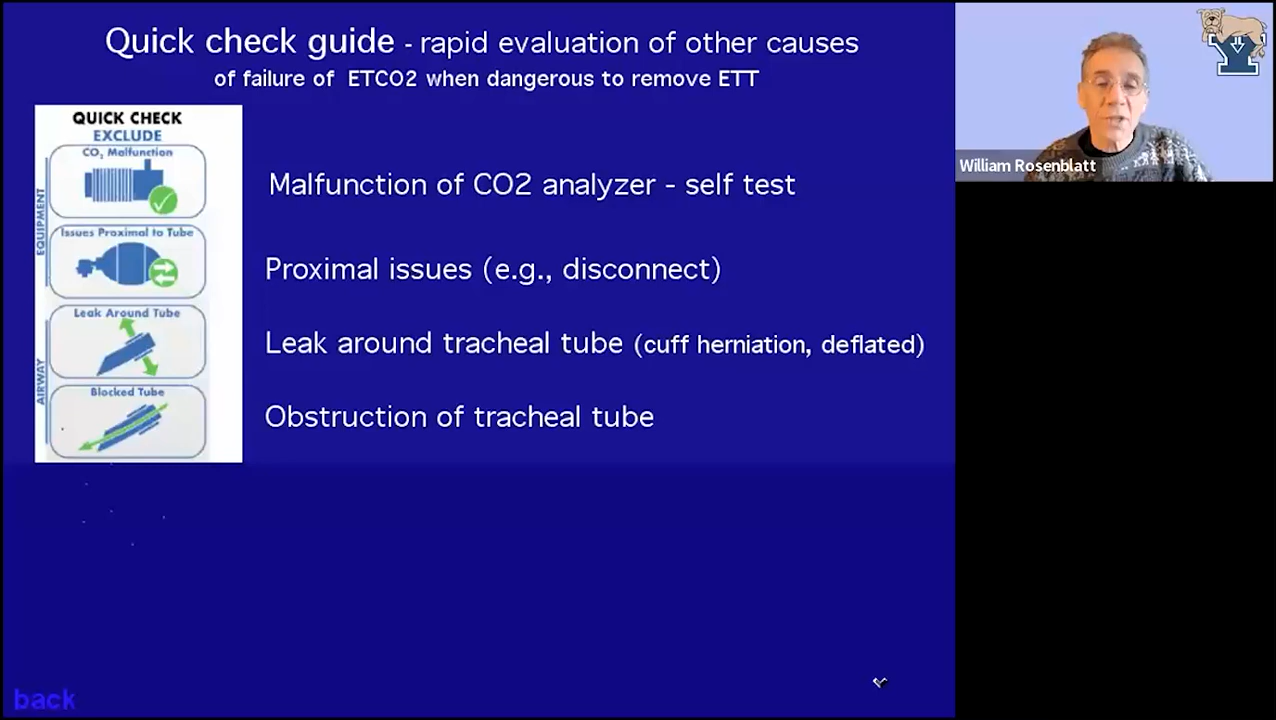 Quick check guide - rapid evaluation of other causes
of failure of ETCO2 when dangerous to remove ETT
QUICK CHECK
EXCLUDE
EQUIPMENT
CO₂ Malfunction
Issues Proximal to Tube
AIRWAY
Leak Around Tube
Blocked Tube
Malfunction of CO2 analyzer - self test
Proximal issues (e.g., disconnect)
Leak around tracheal tube (cuff herniation, deflated)
Obstruction of tracheal tube
back
William Rosenblatt
Y